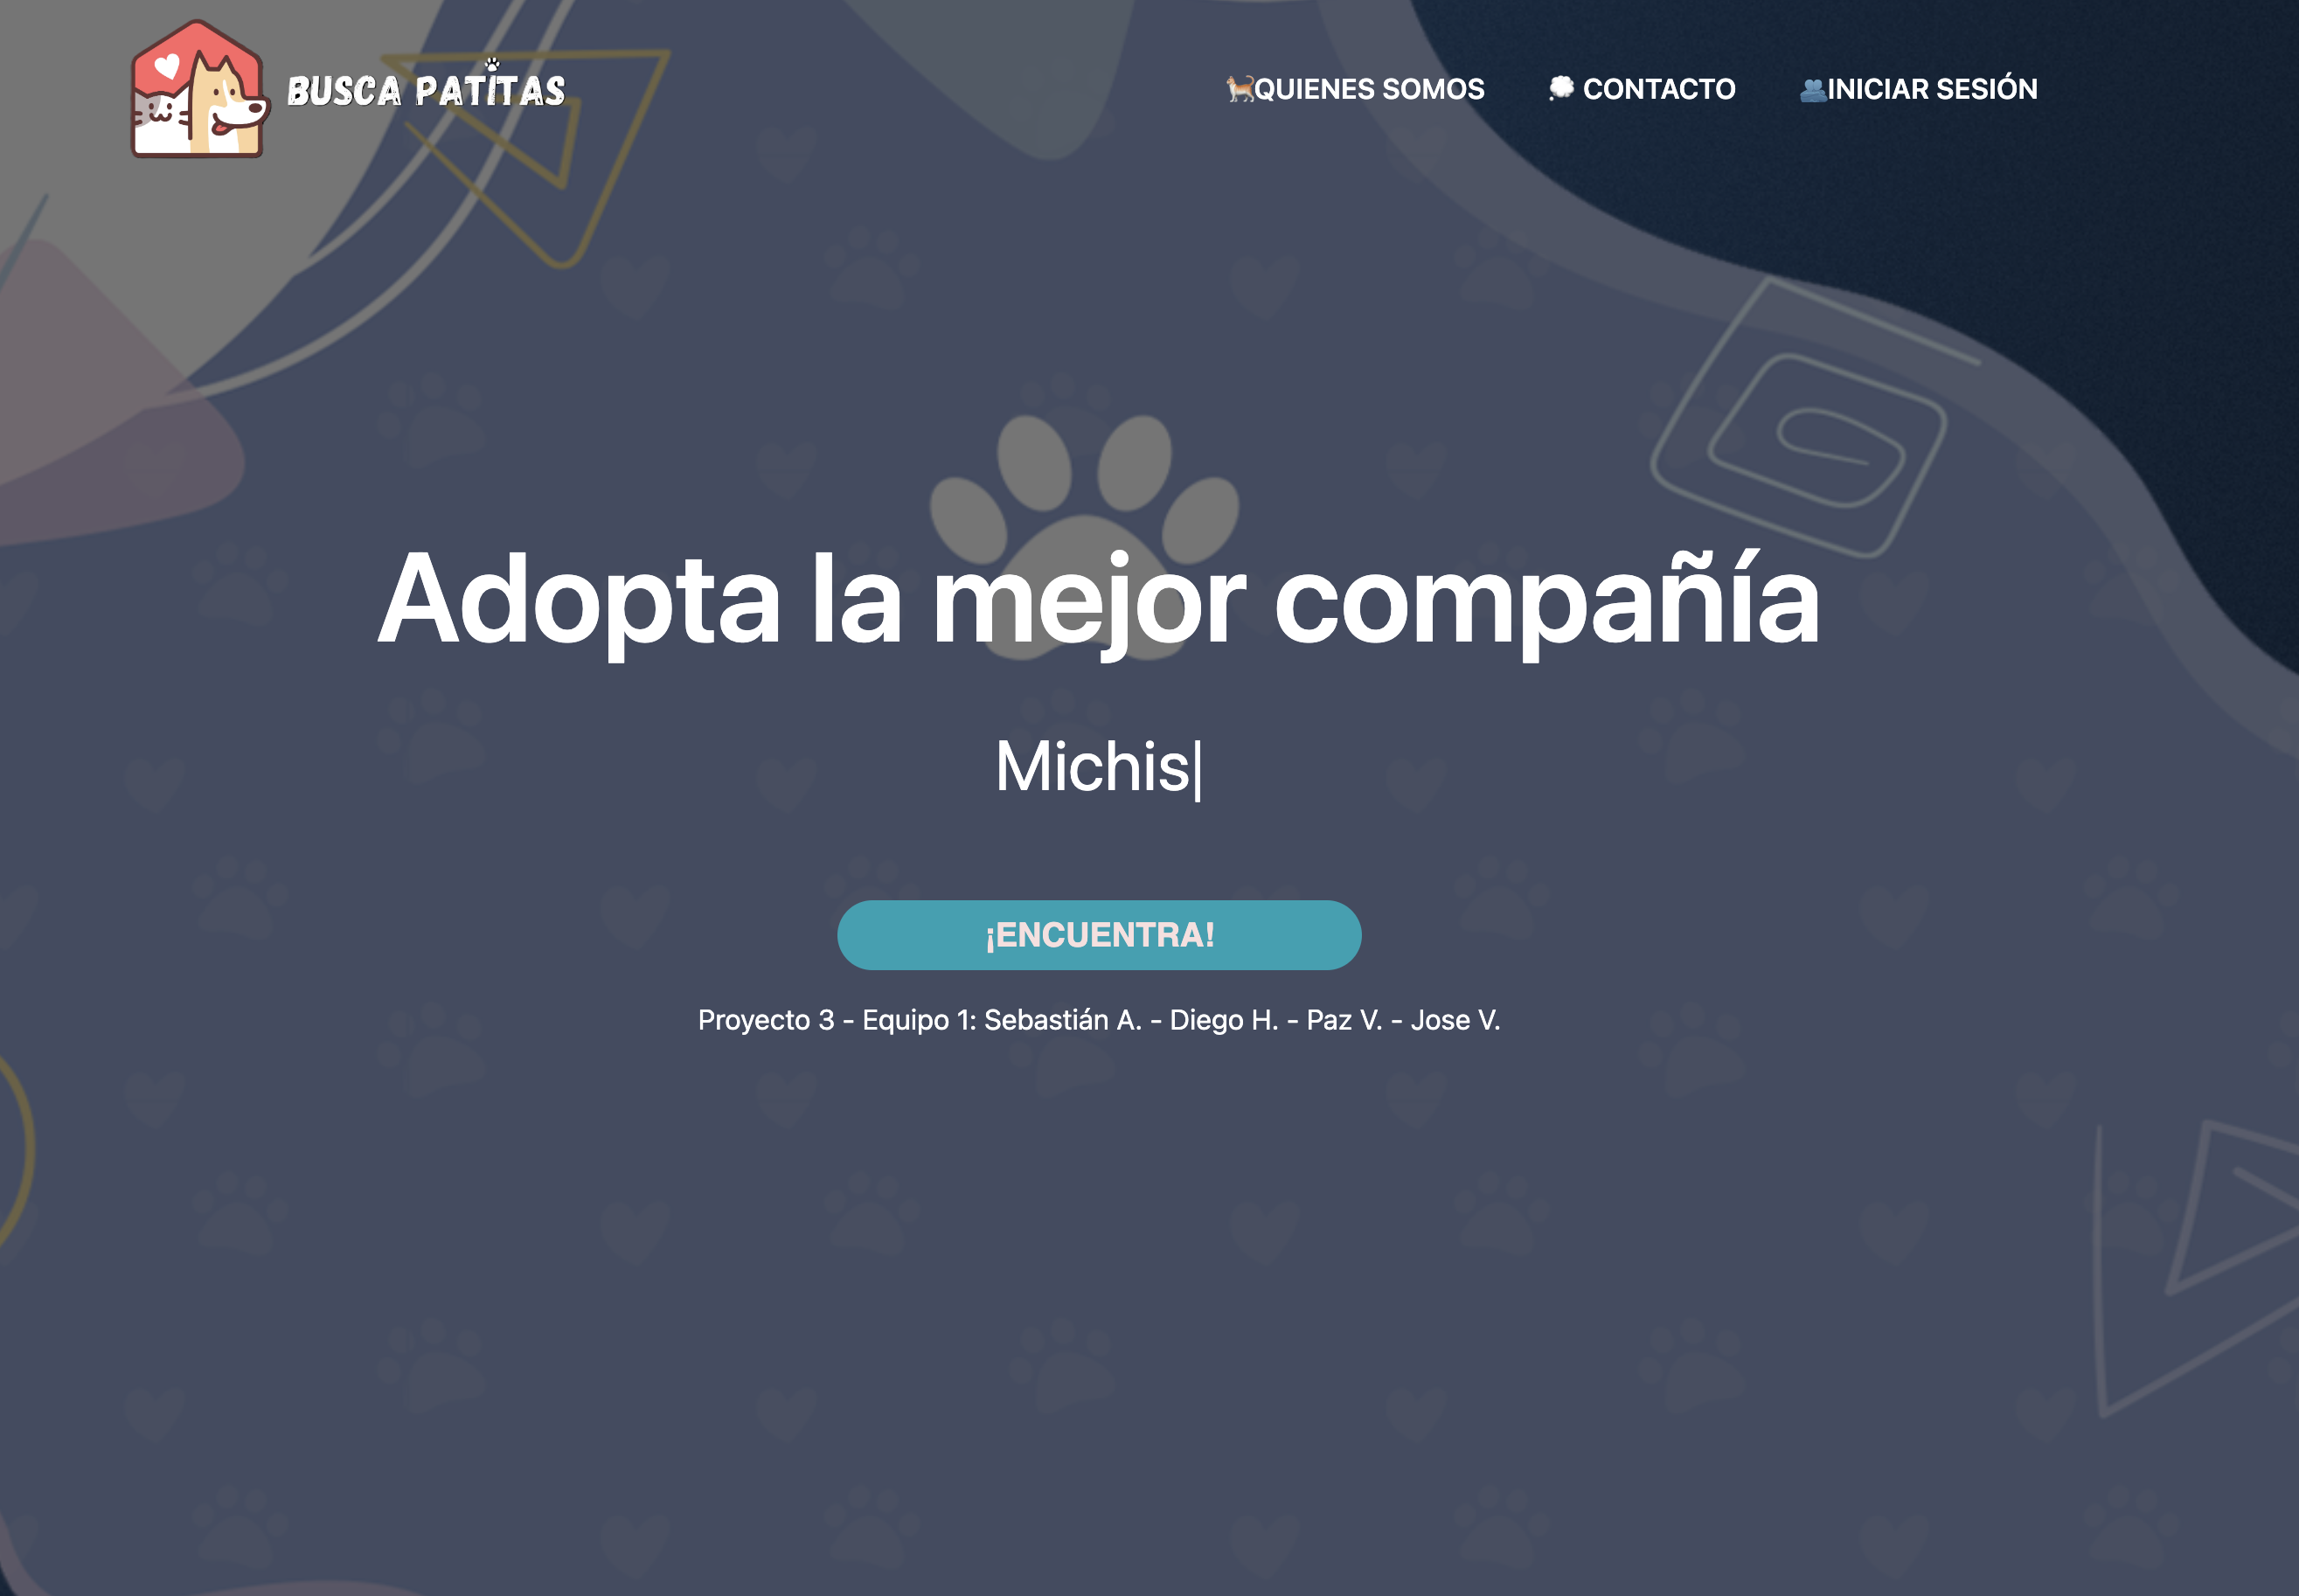 BUSCA PATITAS
QUIENES SOMOS
CONTACTO
INICIAR SESIÓN
Adopta la mejor compañía
Michis|
¡ENCUENTRA!
Proyecto 3 - Equipo 1: Sebastián A. - Diego H. - Paz V. - Jose V.